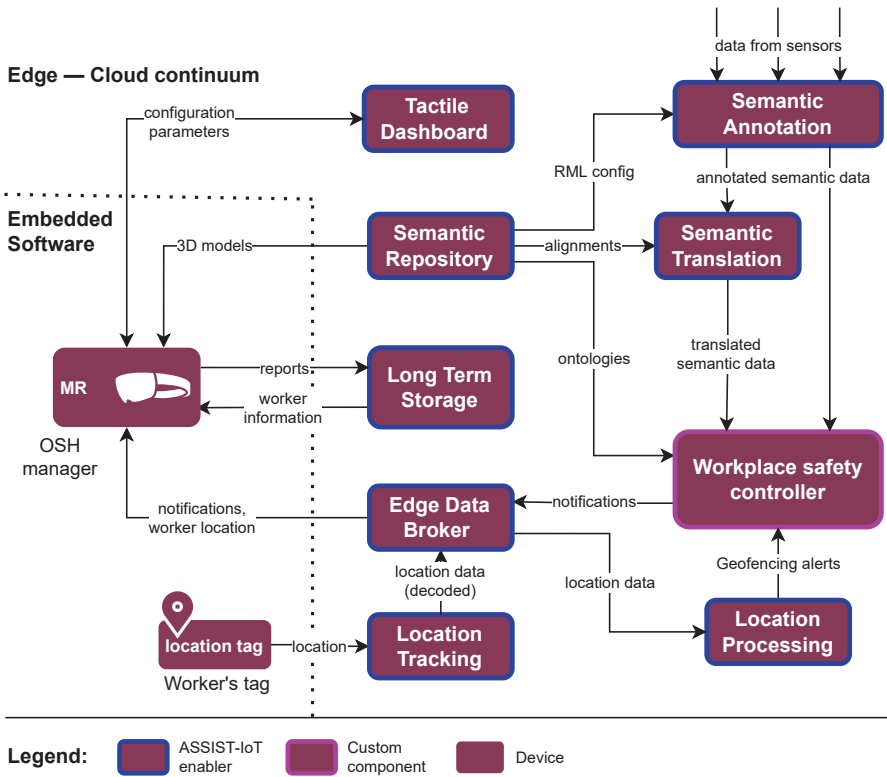 data from sensors
Edge — Cloud continuum
configuration
parameters
Tactile
Dashboard
Semantic
Annotation
RML config
annotated semantic data
Embedded
Software
3D models
Semantic
Repository
alignments
Semantic
Translation
MR
OSH
manager
reports
worker
information
Long Term
Storage
ontologies
translated
semantic data
Workplace safety
controller
notifications,
worker location
Edge Data
Broker
notifications
location data
(decoded)
location data
Geofencing alerts
location tag
Worker's tag
location
Location
Tracking
Location
Processing
Legend:
ASSIST-IoT
enabler
Custom
component
Device